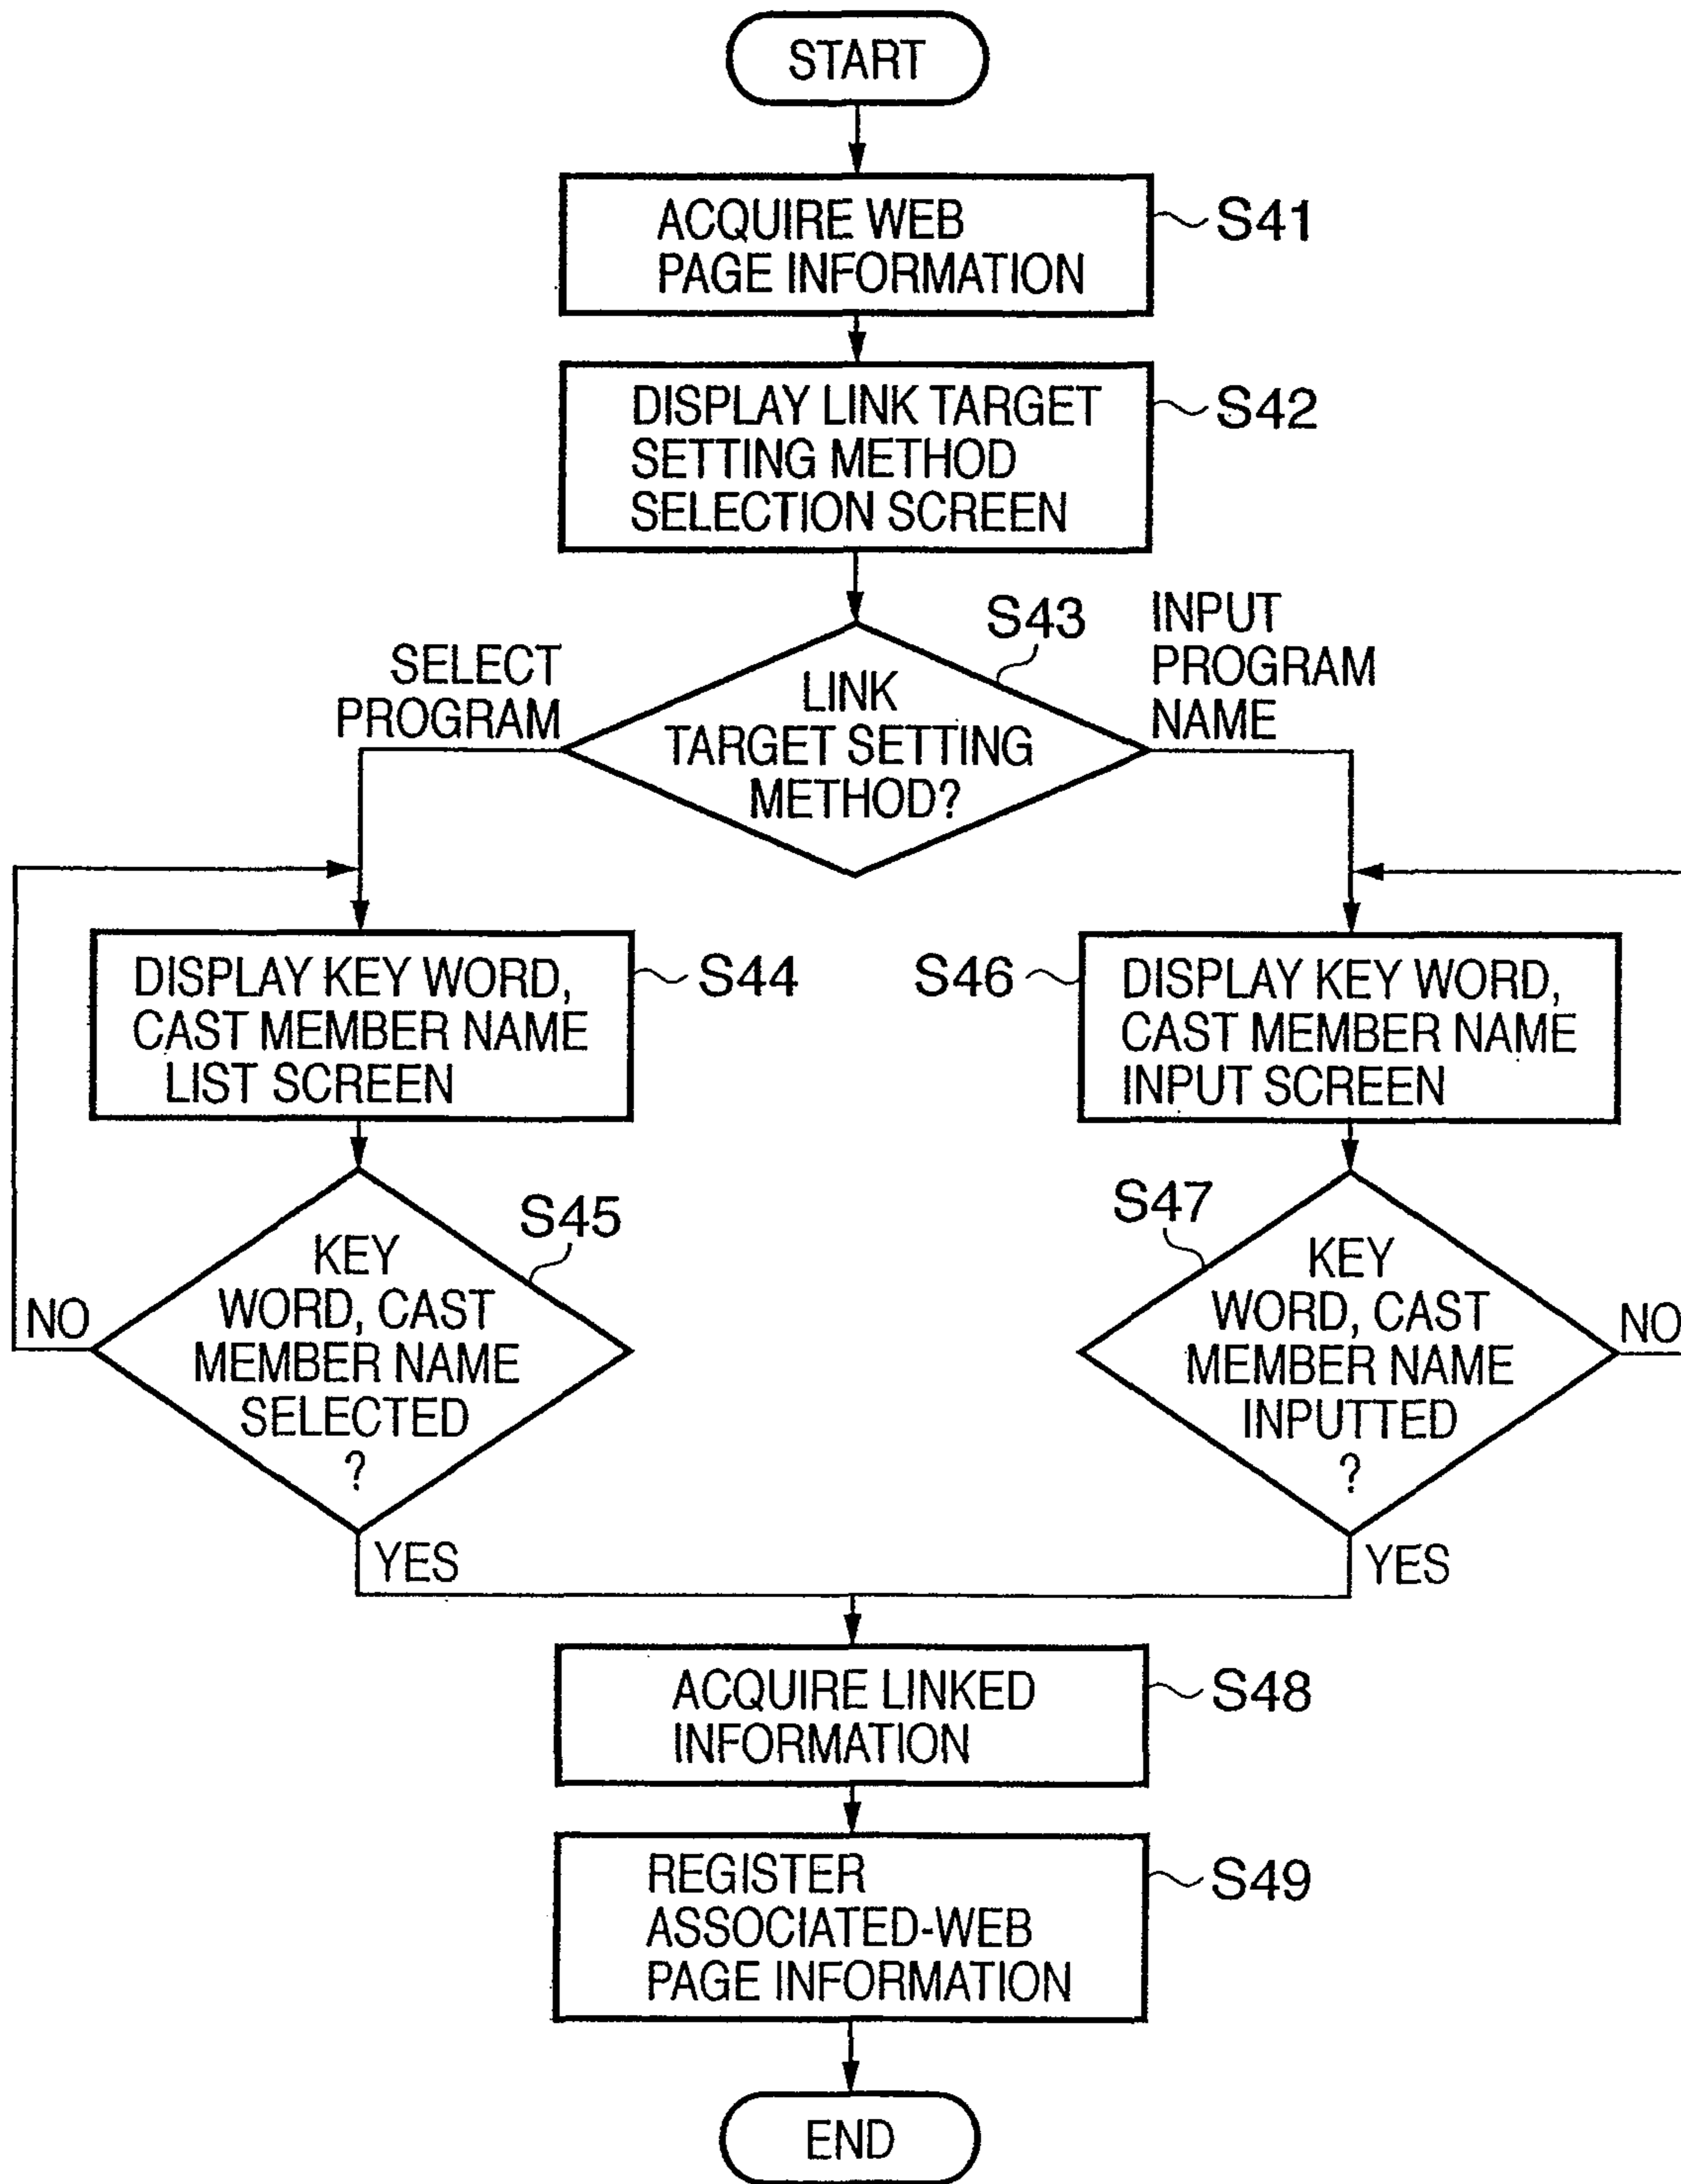 START
ACQUIRE WEB
PAGE INFORMATION
S41
DISPLAY LINK TARGET
SETTING METHOD
SELECTION SCREEN
S42
S43
SELECT
PROGRAM
LINK
TARGET SETTING
METHOD?
INPUT
PROGRAM
NAME
DISPLAY KEY WORD,
CAST MEMBER NAME
LIST SCREEN
S44
S46
DISPLAY KEY WORD,
CAST MEMBER NAME
INPUT SCREEN
S45
KEY
WORD, CAST
MEMBER NAME
SELECTED
?
NO
YES
S47
KEY
WORD, CAST
MEMBER NAME
INPUTTED
?
NO
YES
ACQUIRE LINKED
INFORMATION
S48
REGISTER
ASSOCIATED-WEB
PAGE INFORMATION
S49
END